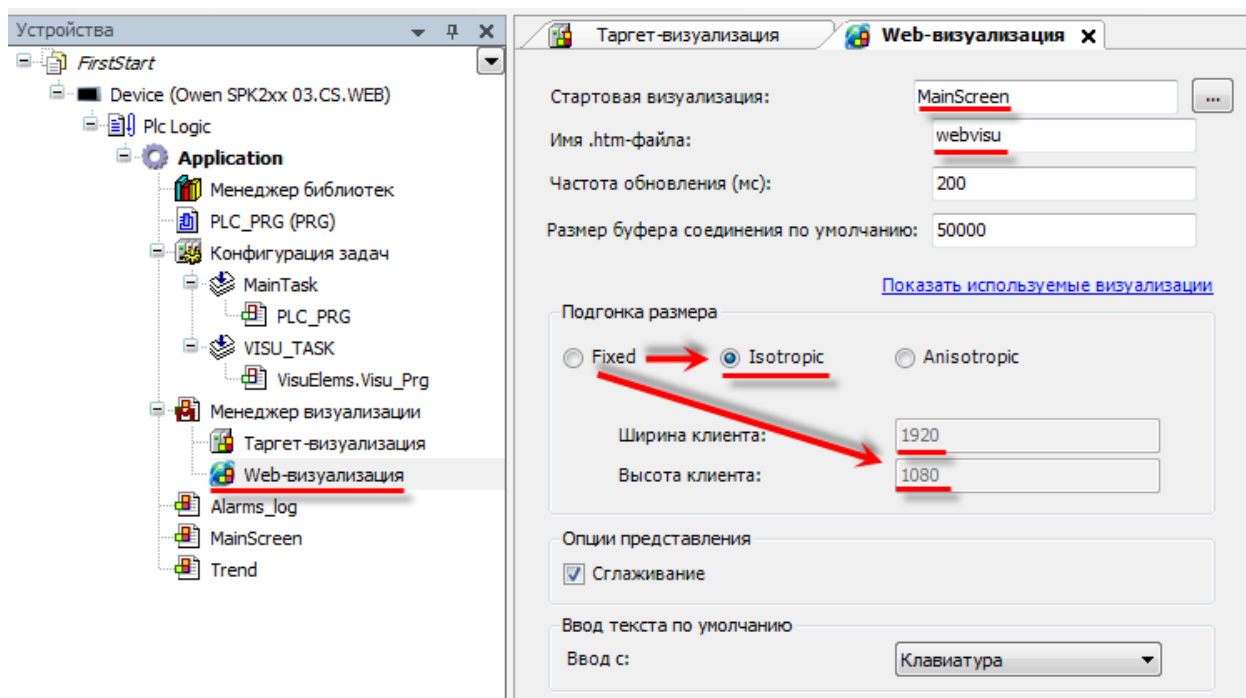 Устройства
FirstStart
Device (Owen SPK2xx 03.CS.WEB)
Plc Logic
Application
Менеджер библиотек
PLC_PRG (PRG)
Конфигурация задач
MainTask
PLC_PRG
VISU_TASK
VisuElems.Visu_Prg
Менеджер визуализации
Таргет-визуализация
Web-визуализация
Alarms_log
MainScreen
Trend
Таргет-визуализация Web-визуализация
Стартовая визуализация: MainScreen ...
Имя .htm-файла: webvisu
Частота обновления (мс): 200
Размер буфера соединения по умолчанию: 50000
Показать используемые визуализации
Подгонка размера
Fixed Isotropic Anisotropic
Ширина клиента: 1920
Высота клиента: 1080
Опции представления
Сглаживание
Ввод текста по умолчанию
Ввод с: Клавиатура